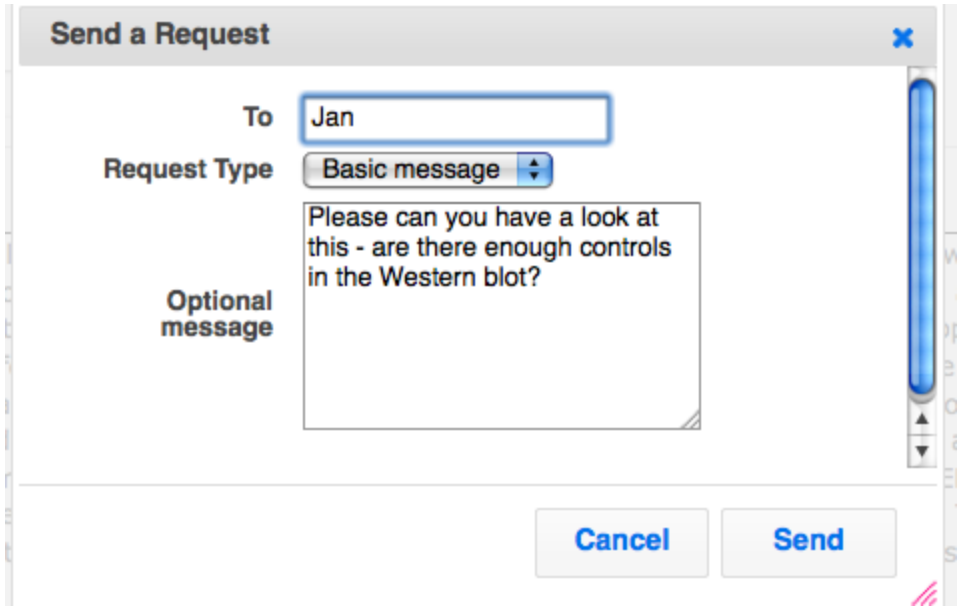 Send a Request
To
Jan
Request Type
Basic message
Optional
message
Please can you have a look at
this - are there enough controls
in the Western blot?
Cancel
Send